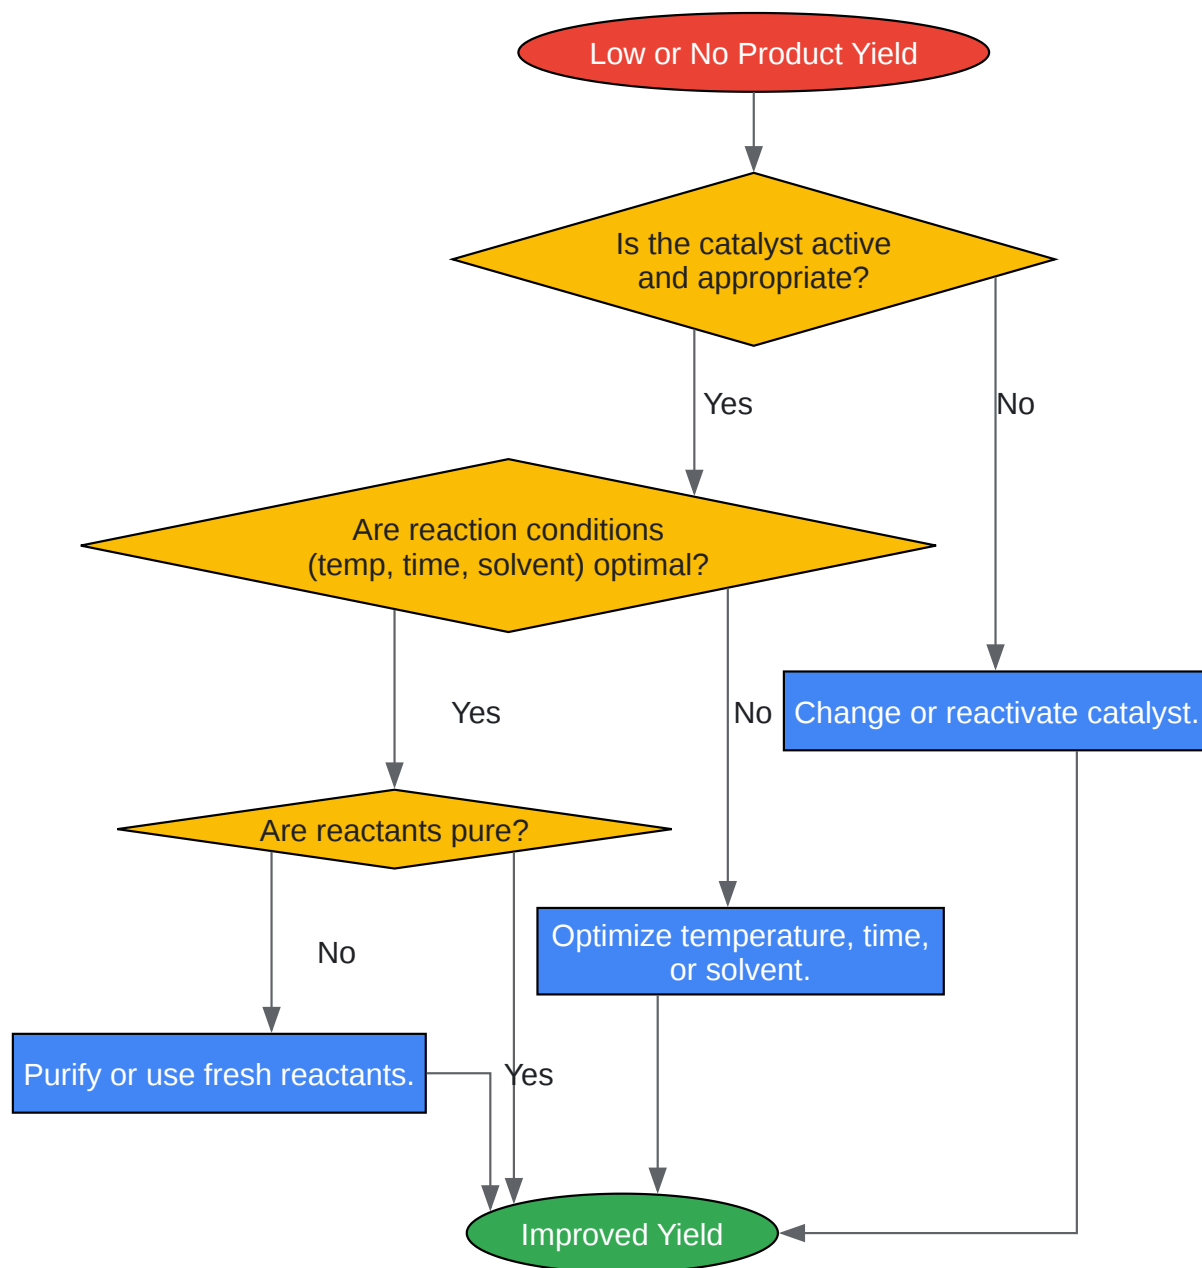 Low or No Product Yield
Is the catalyst active
and appropriate?
Yes
No
Are reaction conditions
(temp, time, solvent) optimal?
Yes
No
Change or reactivate catalyst.
Are reactants pure?
No
Optimize temperature, time,
or solvent.
Purify or use fresh reactants.
Yes
Improved Yield